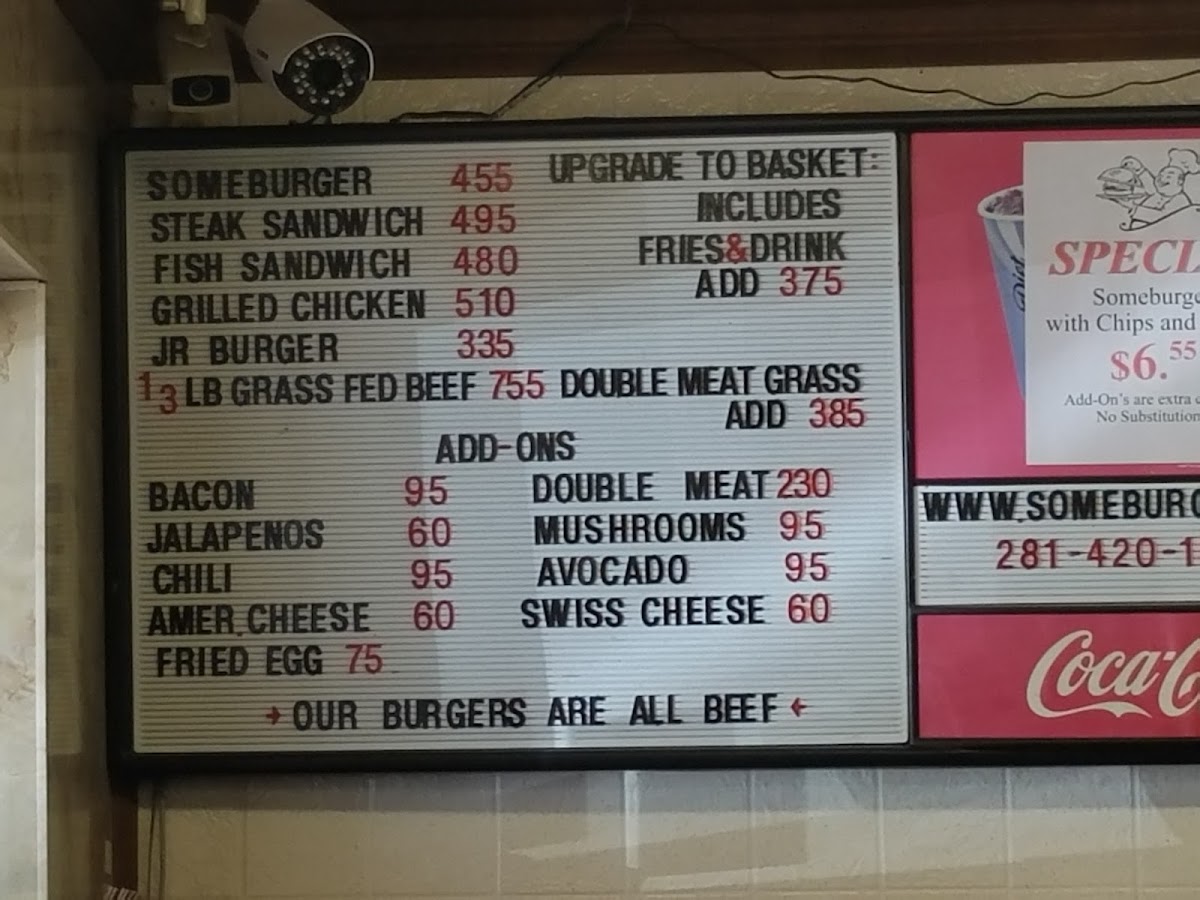 SOMEBURGER 455
STEAK SANDWICH 495
FISH SANDWICH 480
GRILLED CHICKEN 510
JR BURGER 335
13 LB GRASS FED BEEF 755
UPGRADE TO BASKET:
INCLUDES
FRIES&DRINK
ADD 375
DOUBLE MEAT GRASS
ADD 385
ADD-ONS
BACON 95
JALAPENOS 60
CHILI 95
AMER.CHEESE 60
FRIED EGG 75
DOUBLE MEAT 230
MUSHROOMS 95
AVOCADO 95
SWISS CHEESE 60
→ OUR BURGERS ARE ALL BEEF ←
Diet
SPECI
Someburge
with Chips and
$6.55
Add-On's are extra
No Substitution
WWW.SOMEBURG
281-420-1
Coca-C